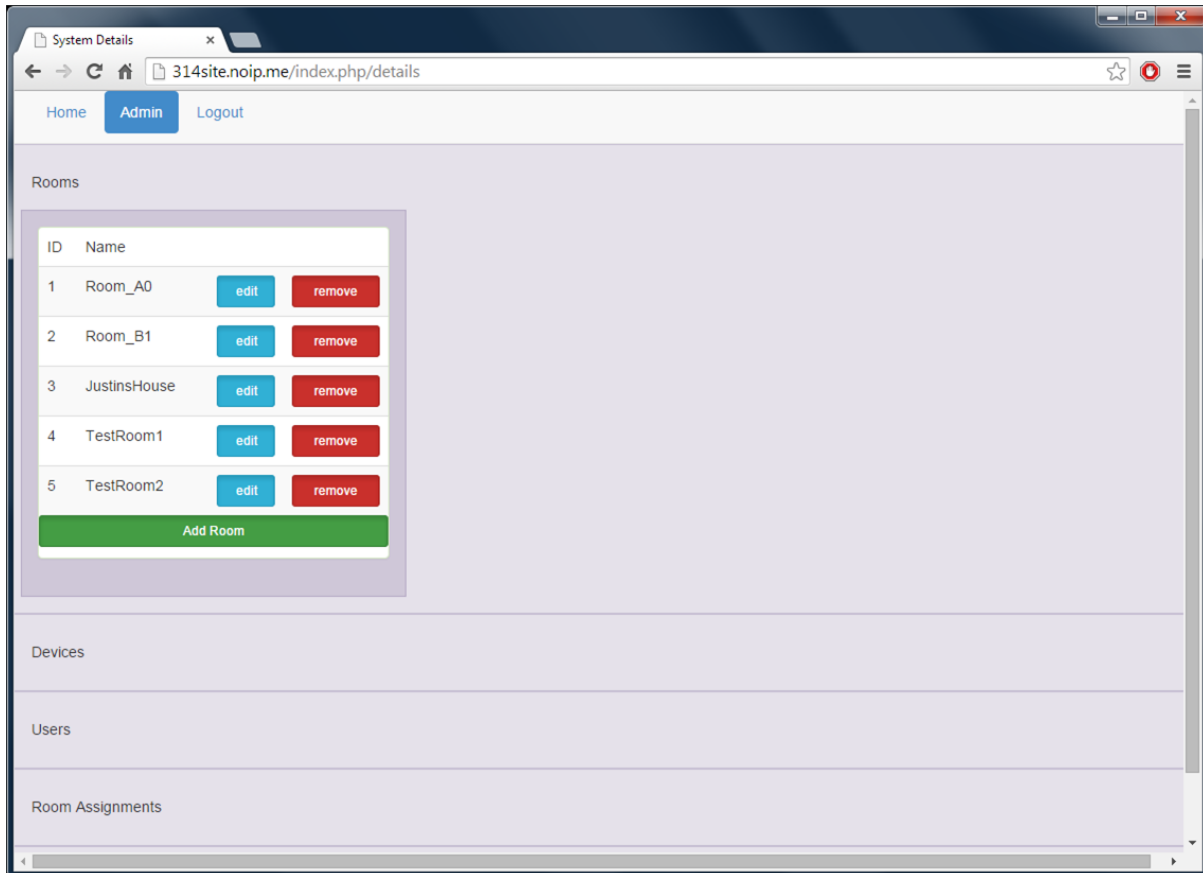 System Details
314site.noip.me/index.php/details
Home Admin Logout
Rooms
ID Name
1 Room_A0 edit remove
2 Room_B1 edit remove
3 JustinsHouse edit remove
4 TestRoom1 edit remove
5 TestRoom2 edit remove
Add Room
Devices
Users
Room Assignments